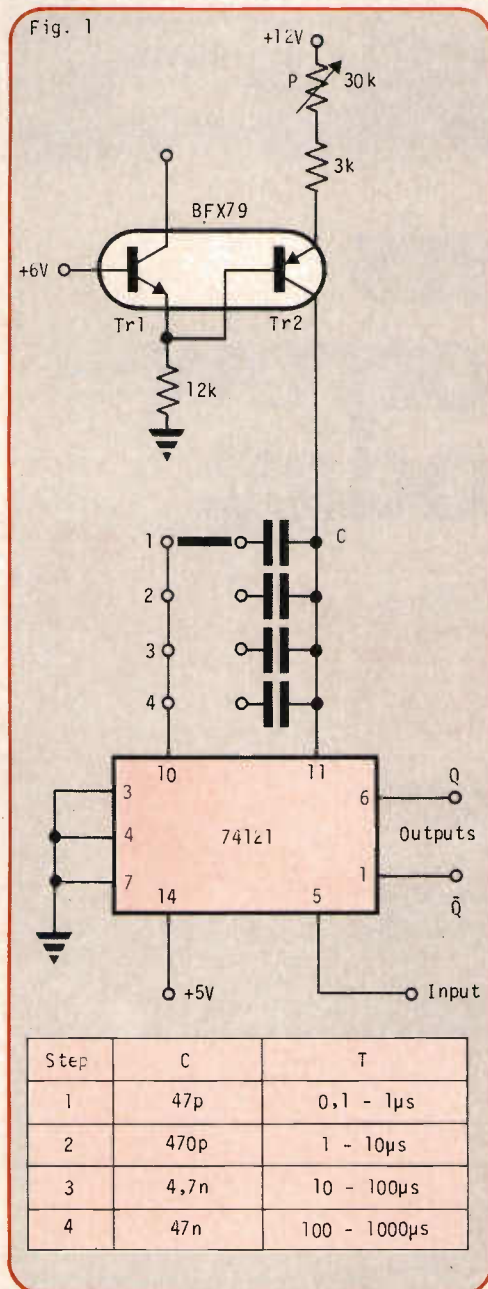 Fig. 1
+12V
P 30k
3k
BFX79
+6V
Tr1 Tr2
12k
1 C
2
3
4
10 11
3 6 Q
4 74121 Outputs
7 1 Q̄
14 5
+5V Input
Step C T
1 47p 0,1 - 1µs
2 470p 1 - 10µs
3 4,7n 10 - 100µs
4 47n 100 - 1000µs